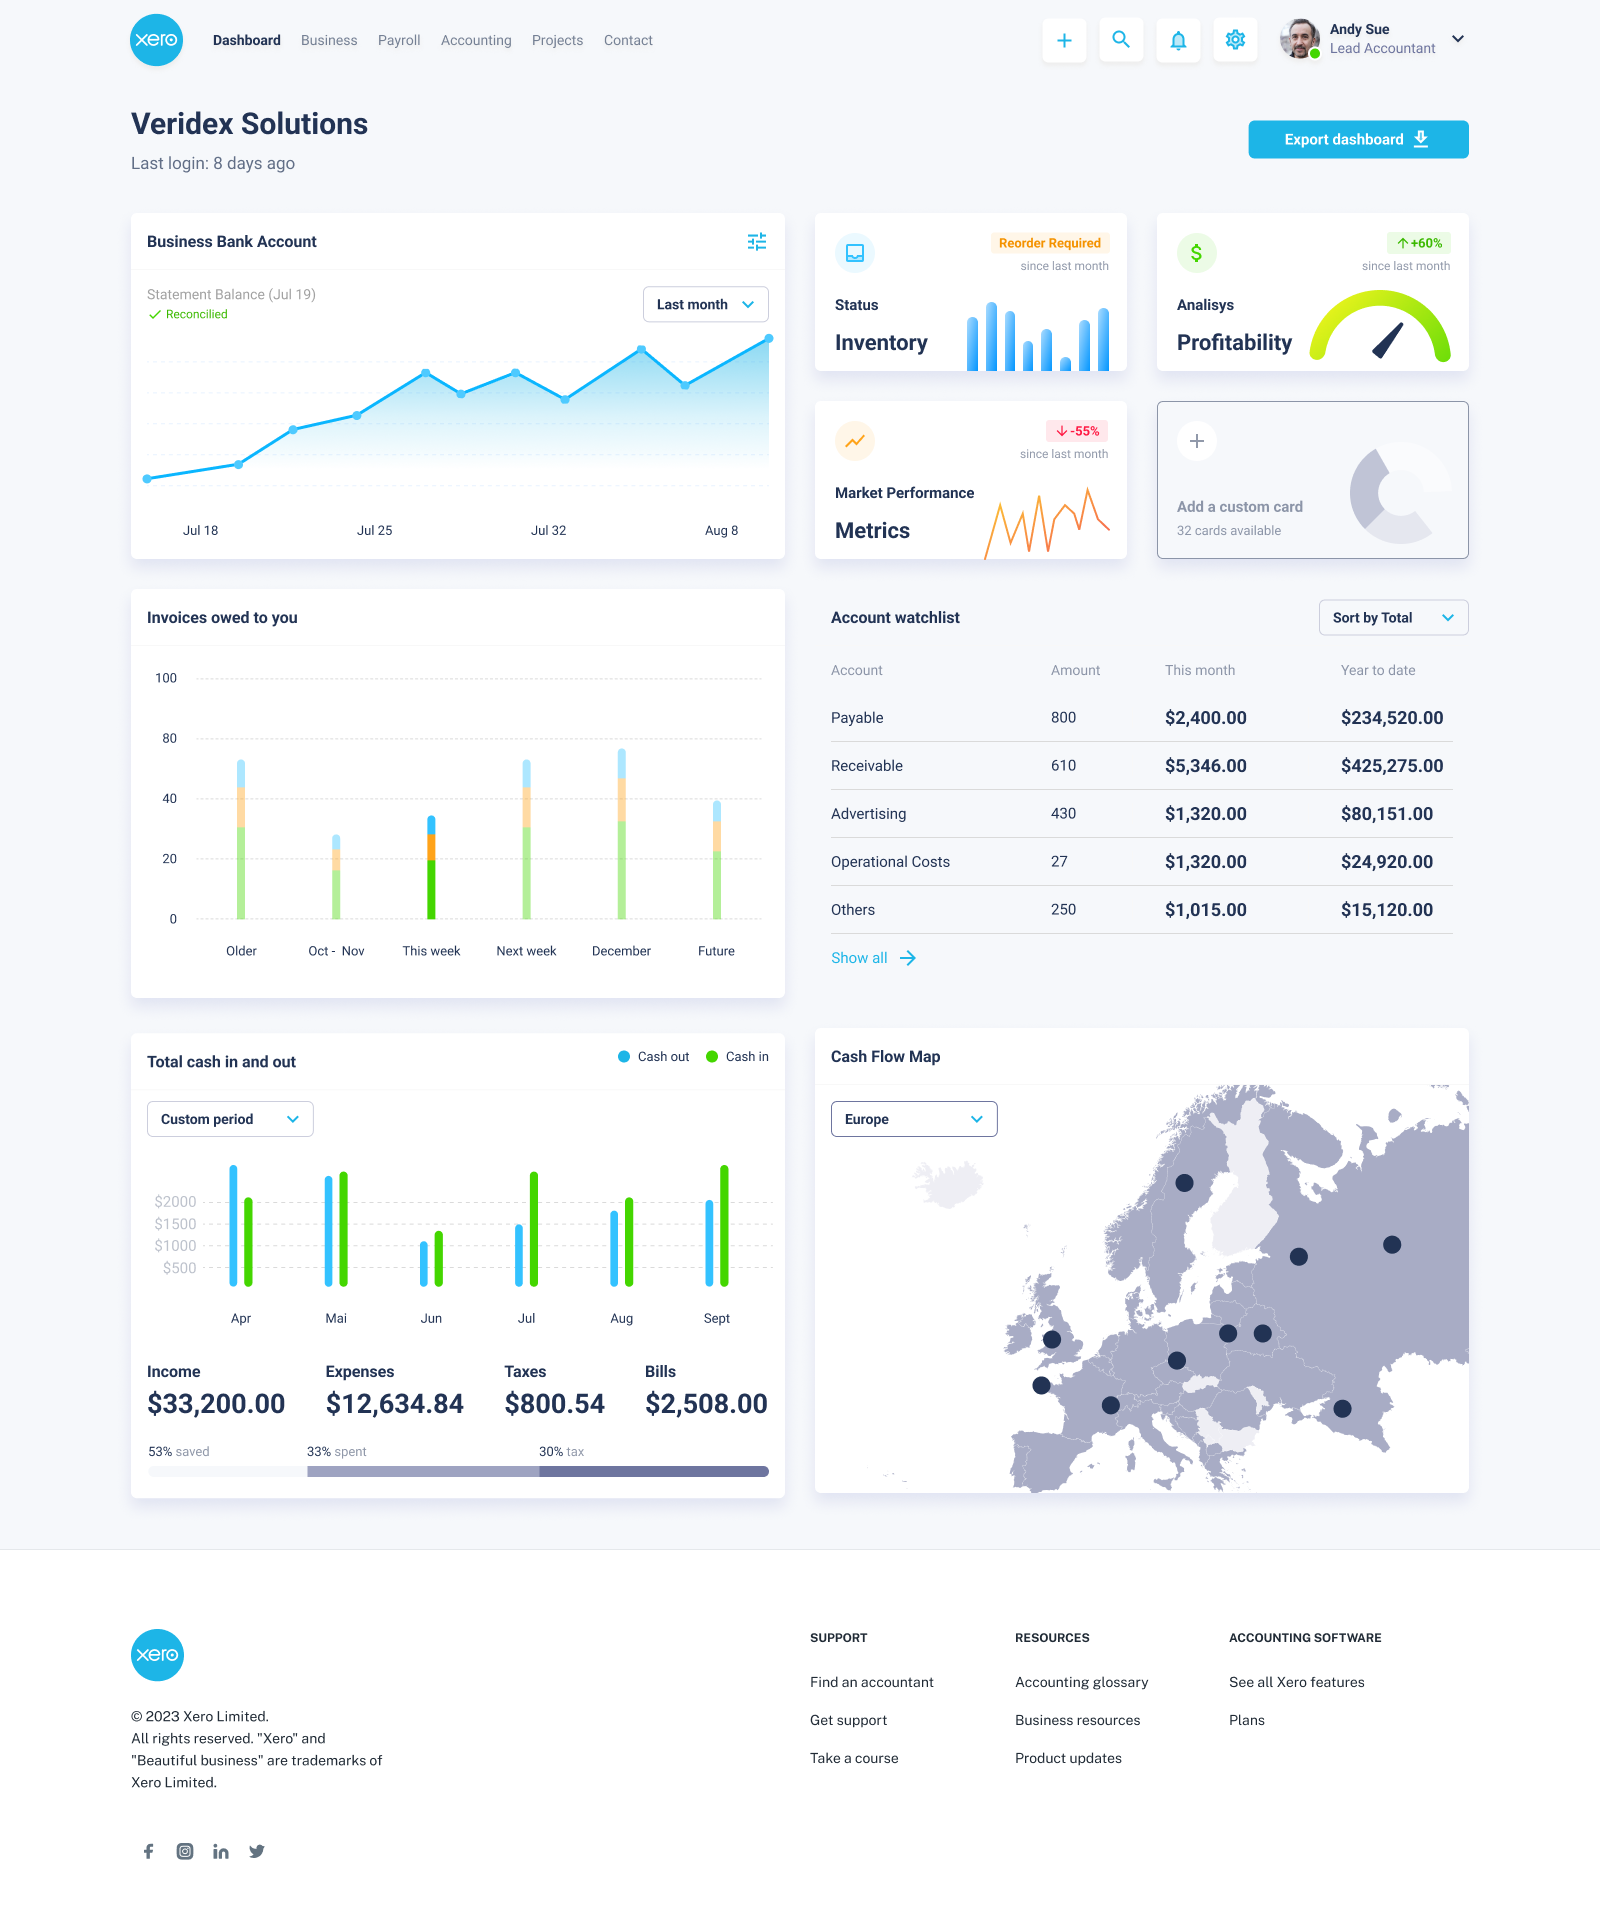 xero
Dashboard Business Payroll Accounting Projects Contact
Andy Sue
Lead Accountant
Veridex Solutions
Last login: 8 days ago
Export dashboard
Business Bank Account
Statement Balance (Jul 19)
Reconcilied
Last month
Jul 18 Jul 25 Jul 32 Aug 8
Reorder Required
since last month
Status
Inventory
+60%
since last month
Analisys
Profitability
-55%
since last month
Market Performance
Metrics
Add a custom card
32 cards available
Invoices owed to you
100
80
40
20
0
Older Oct - Nov This week Next week December Future
Account watchlist
Sort by Total
Account Amount This month Year to date
Payable 800 $2,400.00 $234,520.00
Receivable 610 $5,346.00 $425,275.00
Advertising 430 $1,320.00 $80,151.00
Operational Costs 27 $1,320.00 $24,920.00
Others 250 $1,015.00 $15,120.00
Show all
Total cash in and out
Cash out Cash in
Custom period
$2000
$1500
$1000
$500
Apr Mai Jun Jul Aug Sept
Income Expenses Taxes Bills
$33,200.00 $12,634.84 $800.54 $2,508.00
53% saved 33% spent 30% tax
Cash Flow Map
Europe
xero
© 2023 Xero Limited.
All rights reserved. "Xero" and
"Beautiful business" are trademarks of
Xero Limited.
SUPPORT
Find an accountant
Get support
Take a course
RESOURCES
Accounting glossary
Business resources
Product updates
ACCOUNTING SOFTWARE
See all Xero features
Plans